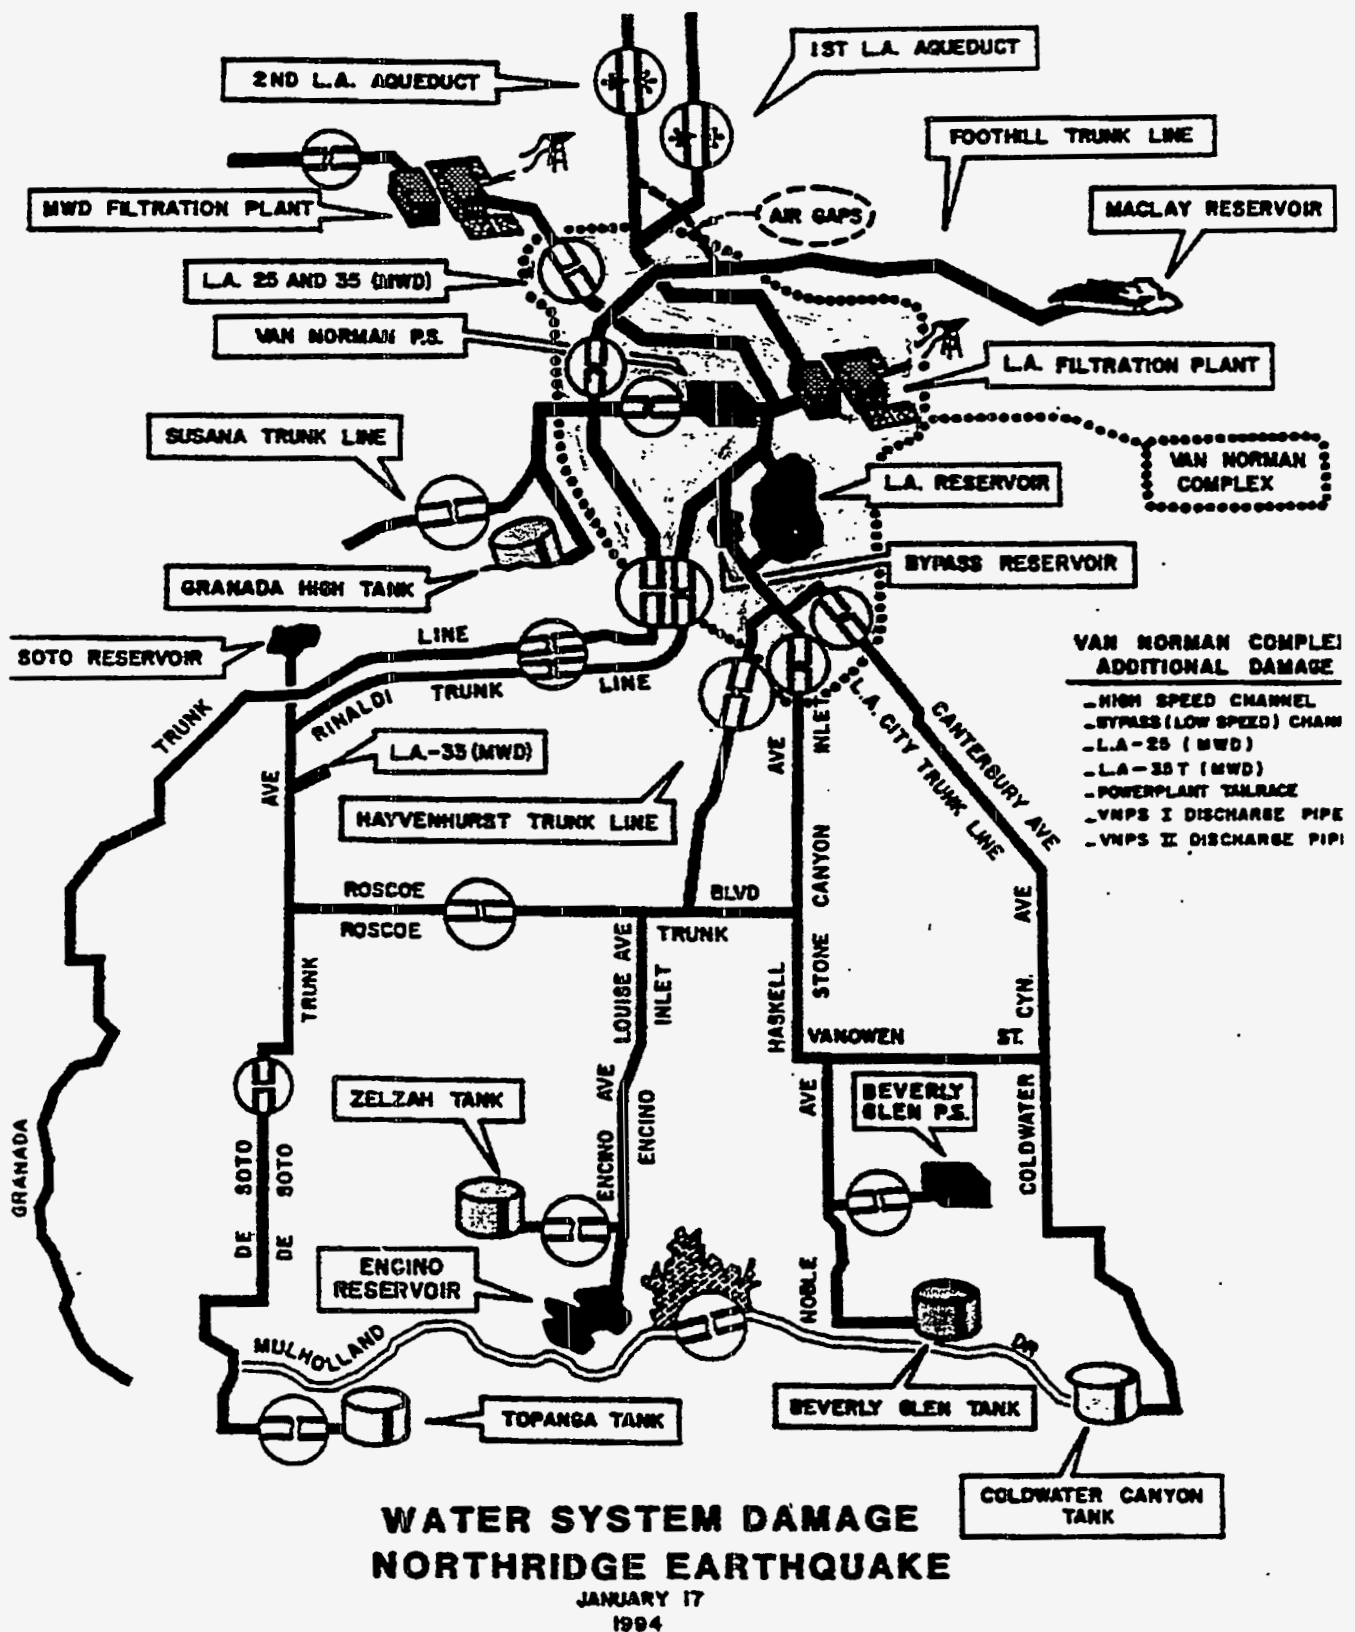 1ST L.A. AQUEDUCT
2ND L.A. AQUEDUCT
FOOTHILL TRUNK LINE
MWD FILTRATION PLANT
AIR GAPS
MACLAY RESERVOIR
L.A. 25 AND 35 (MWD)
VAN NORMAN P.S.
L.A. FILTRATION PLANT
SUSANA TRUNK LINE
VAN NORMAN
COMPLEX
L.A. RESERVOIR
BYPASS RESERVOIR
GRANADA HIGH TANK
SOTO RESERVOIR
LINE
TRUNK
RINALDI
TRUNK
LINE
VAN NORMAN COMPLE
ADDITIONAL DAMAGE
- HIGH SPEED CHANNEL
- BYPASS (LOW SPEED) CHAN
- L.A-25 (MWD)
- L.A-35T (MWD)
- POWERPLANT TAILRACE
- VNPS I DISCHARGE PIPE
- VNPS II DISCHARGE PIP
L.A.-35 (MWD)
AVE
HAYVENHURST TRUNK LINE
AVE
INLET
L.A. CITY TRUNK LINE
CANTERBURY AVE
ROSCOE
BLVD
ROSCOE
TRUNK
TRUNK
LOUISE AVE
INLET
HASKELL
STONE CANYON
AVE
CYN.
VANOWEN ST.
ZELZAH TANK
ENCINO AVE
ENCINO
AVE
BEVERLY
GLEN P.S.
COLDWATER
GRANADA
DE SOTO
DE SOTO
ENCINO
RESERVOIR
NOBLE
MULHOLLAND
DR
TOPANGA TANK
BEVERLY GLEN TANK
COLDWATER CANYON
TANK
WATER SYSTEM DAMAGE
NORTHRIDGE EARTHQUAKE
JANUARY 17
1994